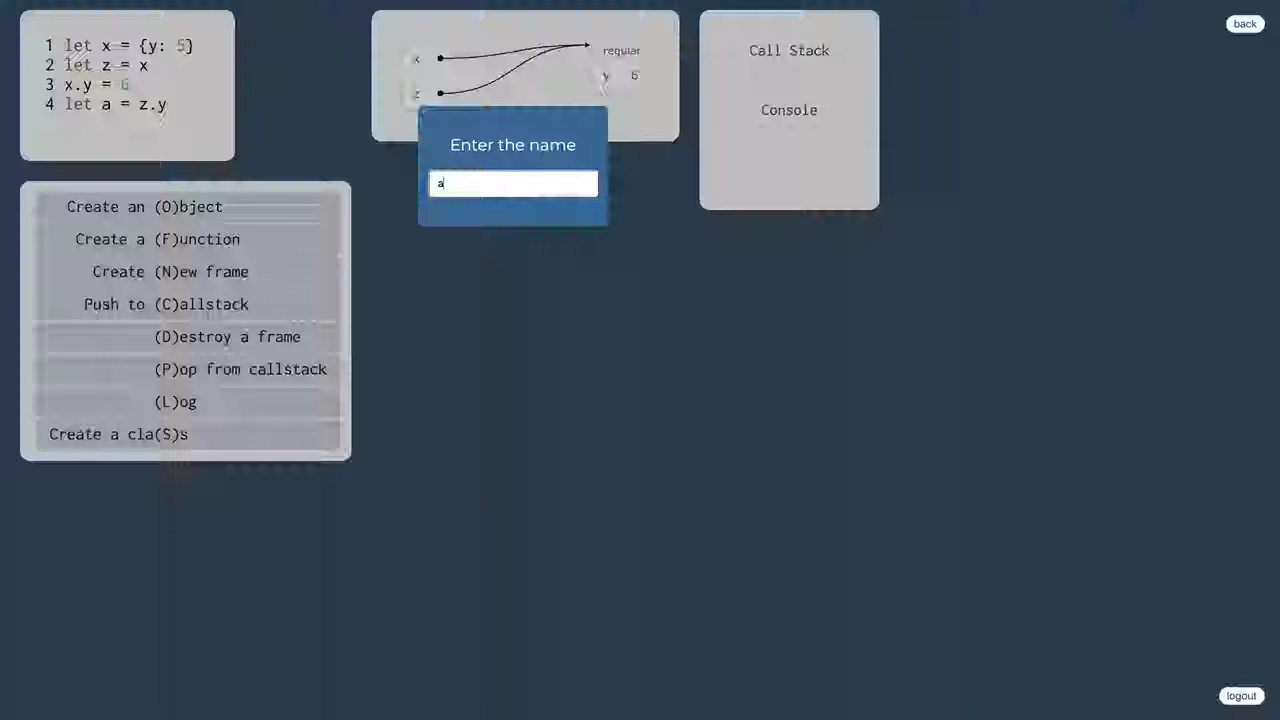 1 let x = {y: 5}
2 let z = x
3 x.y = 6
4 let a = z.y
x
z
regular
y 6
Call Stack
Console
back
Enter the name
a
Create an (O)bject
Create a (F)unction
Create (N)ew frame
Push to (C)allstack
(D)estroy a frame
(P)op from callstack
(L)og
Create a cla(S)s
logout